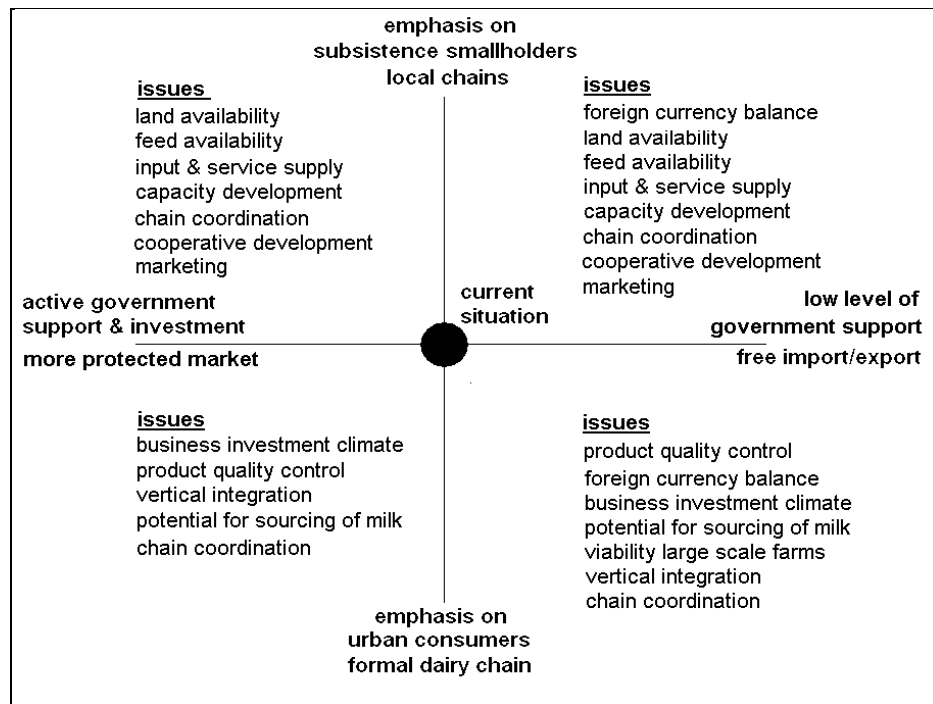 emphasis on
subsistence smallholders
local chains
issues
land availability
feed availability
input & service supply
capacity development
chain coordination
cooperative development
marketing
issues
foreign currency balance
land availability
feed availability
input & service supply
capacity development
chain coordination
cooperative development
marketing
active government
support & investment
more protected market
current
situation
low level of
government support
free import/export
issues
business investment climate
product quality control
vertical integration
potential for sourcing of milk
chain coordination
issues
product quality control
foreign currency balance
business investment climate
potential for sourcing of milk
viability large scale farms
vertical integration
chain coordination
emphasis on
urban consumers
formal dairy chain